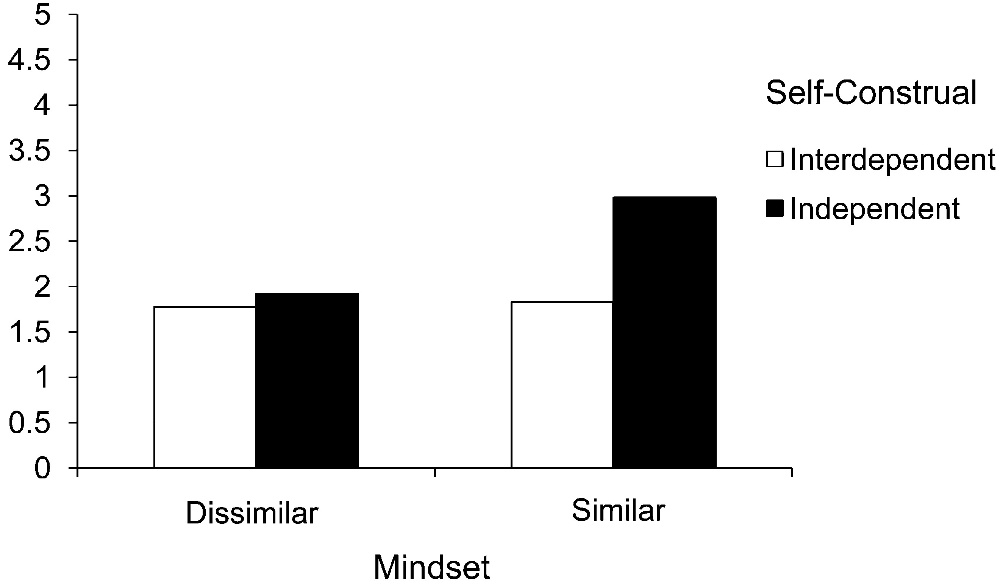 5
4.5
4
3.5
3
2.5
2
1.5
1
0.5
0
Self-Construal
Interdependent
Independent
Dissimilar
Similar
Mindset